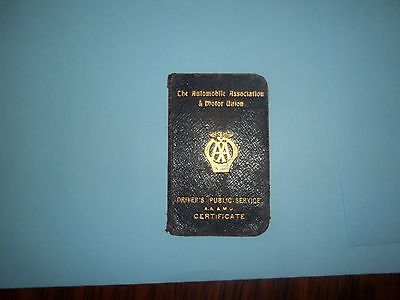 The Automobile Association
& Motor Union
AA
DRIVER'S PUBLIC SERVICE
A.A. & M.U.
CERTIFICATE